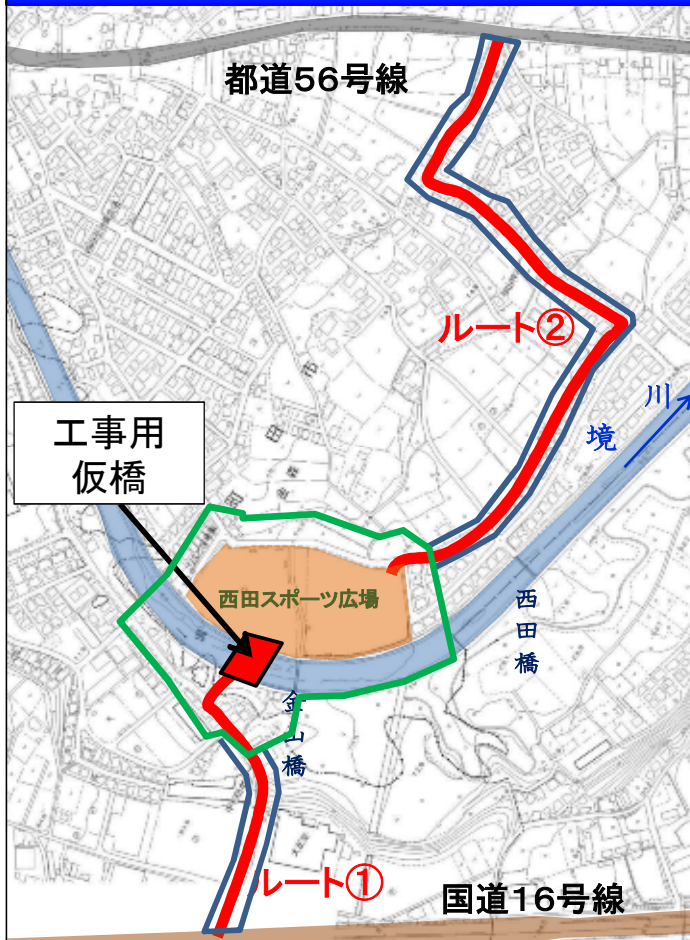 都道56号線
ルート②
川
境
工事用
仮橋
西田スポーツ広場
西田橋
金山橋
ルート①
国道16号線